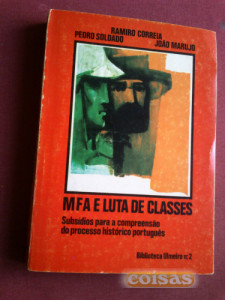 RAMIRO CORREIA
PEDRO SOLDADO JOÃO MARUJO
MFA E LUTA DE CLASSES
Subsídios para a compreensão
do processo histórico português
Biblioteca Ulmeiro n.º 2
coisas